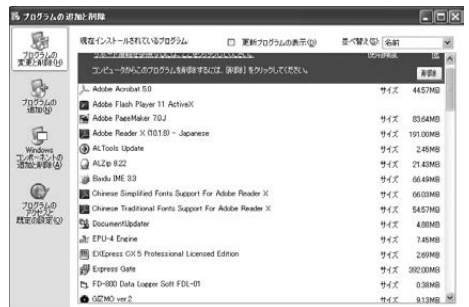 プログラムの追加と削除
プログラムの
変更と削除(H)
プログラムの
追加(N)
Windows
コンポーネントの
追加と削除(A)
プログラムの
アクセスと
既定の設定(O)
現在インストールされているプログラム:
更新プログラムの表示(D)
並べ替え(S): 名前
コンピュータからこのプログラムを削除するには、[削除] をクリックしてください。
削除
Adobe Acrobat 5.0 サイズ 44.57MB
Adobe Flash Player 11 ActiveX
Adobe PageMaker 7.0J サイズ 83.64MB
Adobe Reader X (10.1.8) - Japanese サイズ 191.00MB
ALTools Update サイズ 2.45MB
ALZip 8.22 サイズ 21.43MB
Baidu IME 3.3 サイズ 66.49MB
Chinese Simplified Fonts Support For Adobe Reader X サイズ 66.03MB
Chinese Traditional Fonts Support For Adobe Reader X サイズ 54.57MB
DocumentUpdater サイズ 4.88MB
EPU-4 Engine サイズ 7.45MB
EXEpress CX 5 Professional Licensed Edition サイズ 2.69MB
Express Gate サイズ 392.00MB
FD-800 Data Logger Soft FDL-01 サイズ 0.38MB
GIZMO ver.2 サイズ 9.13MB